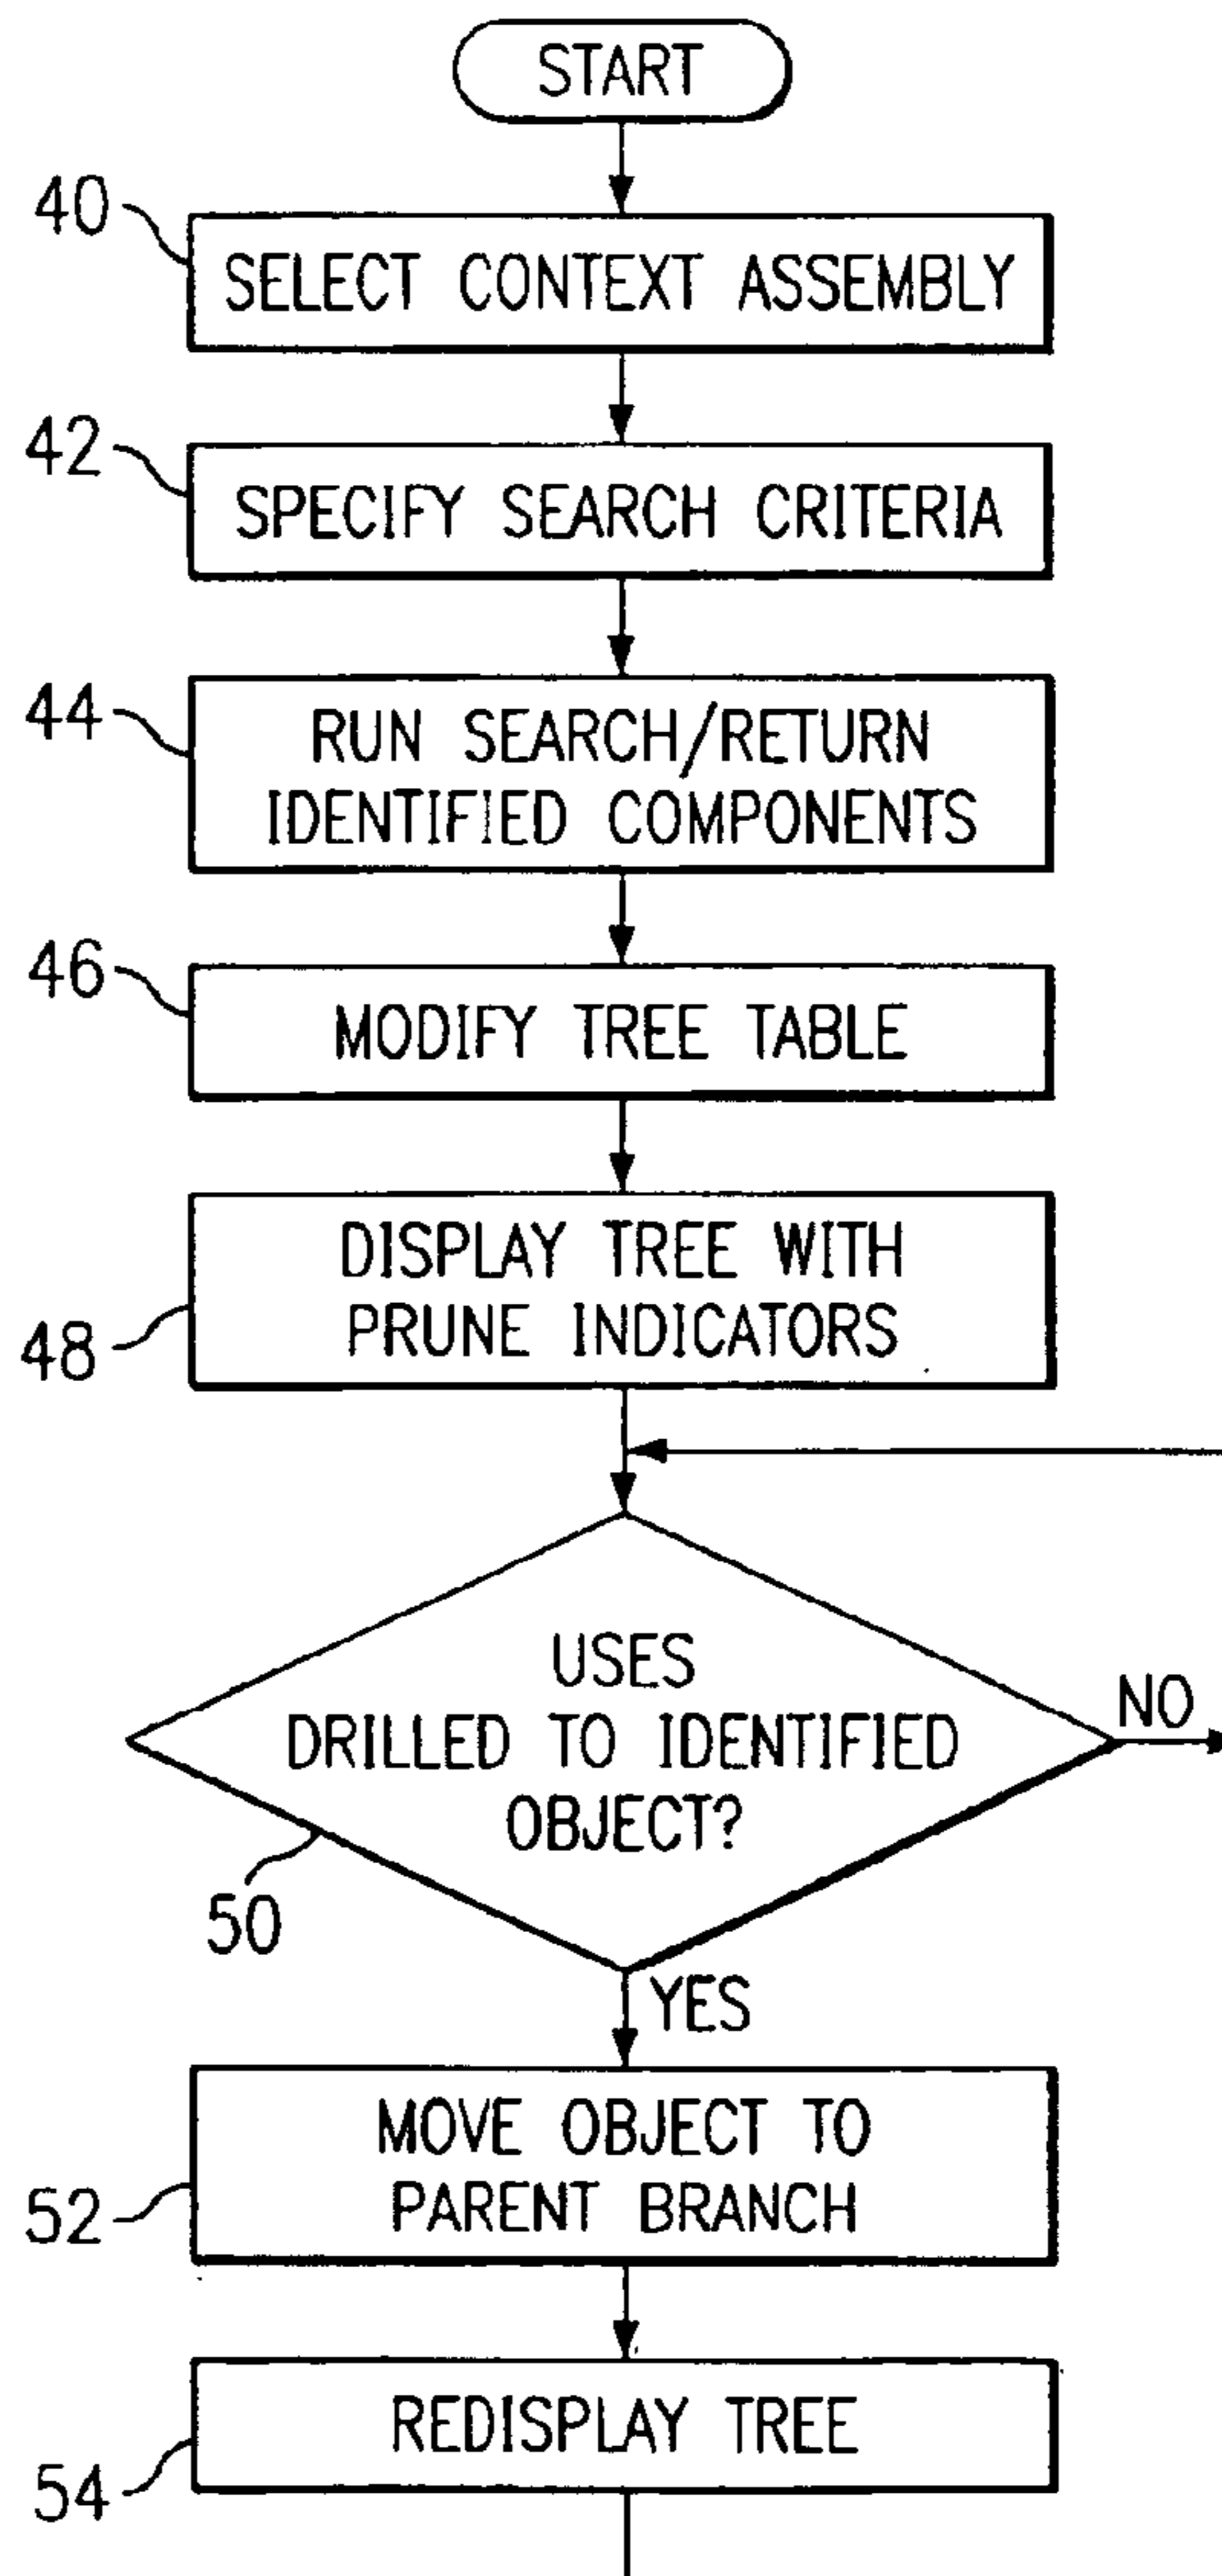 START
40
SELECT CONTEXT ASSEMBLY
42
SPECIFY SEARCH CRITERIA
44
RUN SEARCH/RETURN
IDENTIFIED COMPONENTS
46
MODIFY TREE TABLE
DISPLAY TREE WITH
PRUNE INDICATORS
48
USES
DRILLED TO IDENTIFIED
OBJECT?
NO
50
YES
MOVE OBJECT TO
PARENT BRANCH
52
REDISPLAY TREE
54